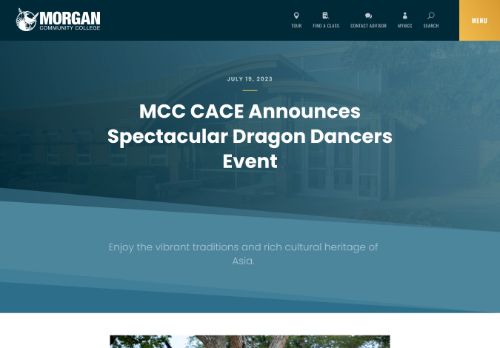 MORGAN
COMMUNITY COLLEGE
TOUR
FIND A CLASS
CONTACT ADVISOR
MYMCC
SEARCH
MENU
JULY 19, 2023
MCC CACE Announces
Spectacular Dragon Dancers
Event
Enjoy the vibrant traditions and rich cultural heritage of
Asia.